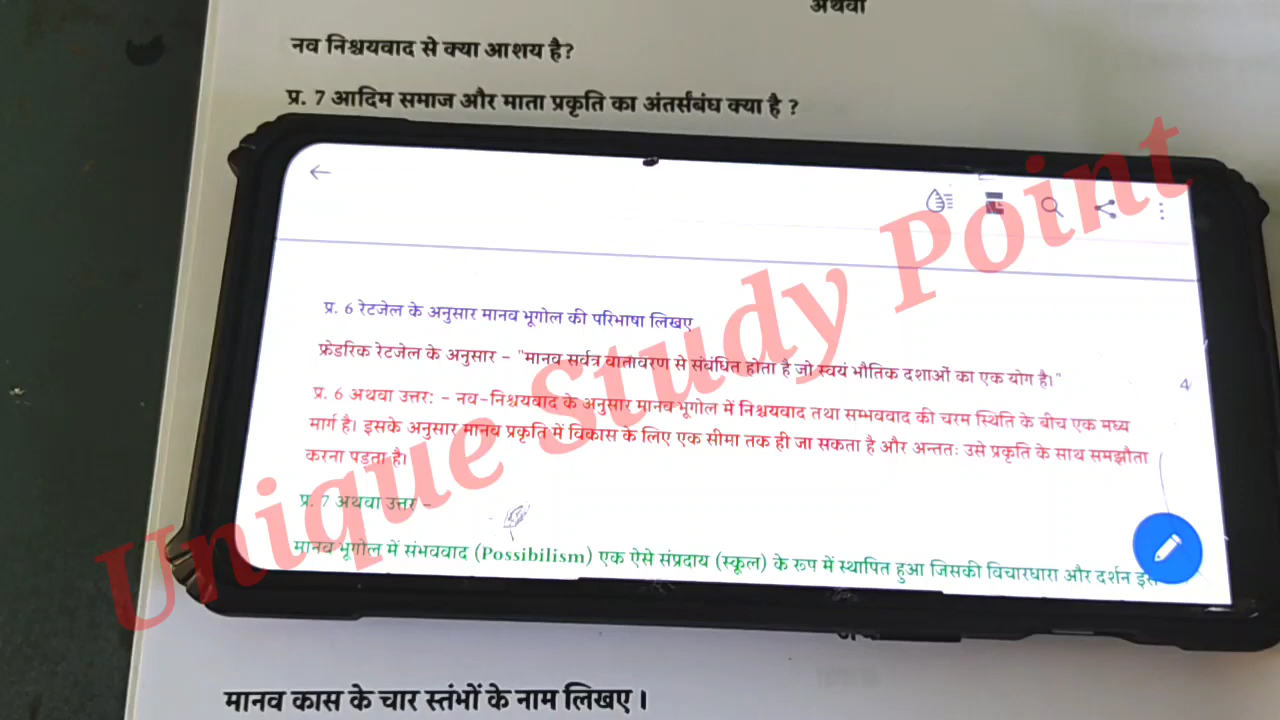 अथवा
नव निश्चयवाद से क्या आशय है?
प्र. 7 आदिम समाज और माता प्रकृति का अंतर्संबंध क्या है ?
प्र. 6 रेटजेल के अनुसार मानव भूगोल की परिभाषा लिखिए
फ्रेडरिक रेटजेल के अनुसार – "मानव सर्वत्र वातावरण से संबंधित होता है जो स्वयं भौतिक दशाओं का एक योग है।"
4
प्र. 6 अथवा उत्तर: - नव-निश्चयवाद के अनुसार मानव भूगोल में निश्चयवाद तथा सम्भववाद की चरम स्थिति के बीच एक मध्य
मार्ग है। इसके अनुसार मानव प्रकृति में विकास के लिए एक सीमा तक ही जा सकता है और अन्ततः उसे प्रकृति के साथ समझौता
करना पड़ता है।
प्र. 7 अथवा उत्तर –
मानव भूगोल में संभववाद (Possibilism) एक ऐसे संप्रदाय (स्कूल) के रूप में स्थापित हुआ जिसकी विचारधारा और दर्शन इस
मानव कास के चार स्तंभों के नाम लिखए ।
Unique Study Point